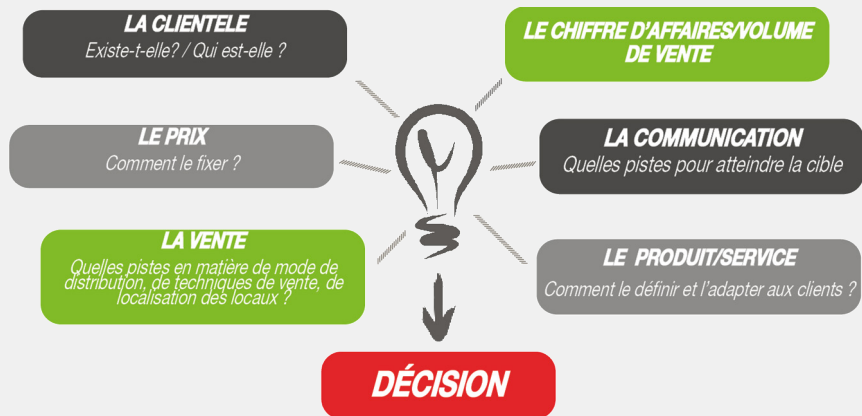 LA CLIENTELE
Existe-t-elle? / Qui est-elle ?
LE CHIFFRE D'AFFAIRES/VOLUME
DE VENTE
LE PRIX
Comment le fixer ?
LA COMMUNICATION
Quelles pistes pour atteindre la cible
LA VENTE
Quelles pistes en matière de mode de
distribution, de techniques de vente, de
localisation des locaux ?
LE PRODUIT/SERVICE
Comment le définir et l'adapter aux clients ?
DÉCISION